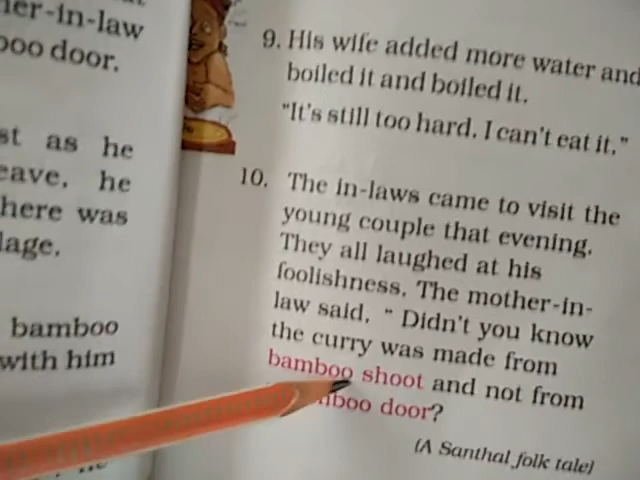 er-in-law
boo door.
st as he
eave, he
here was
lage.
bamboo
with him
9. His wife added more water and
boiled it and boiled it.
"It's still too hard. I can't eat it."
10. The in-laws came to visit the
young couple that evening.
They all laughed at his
foolishness. The mother-in-
law said, " Didn't you know
the curry was made from
bamboo shoot and not from
mboo door?
(A Santhal folk tale)